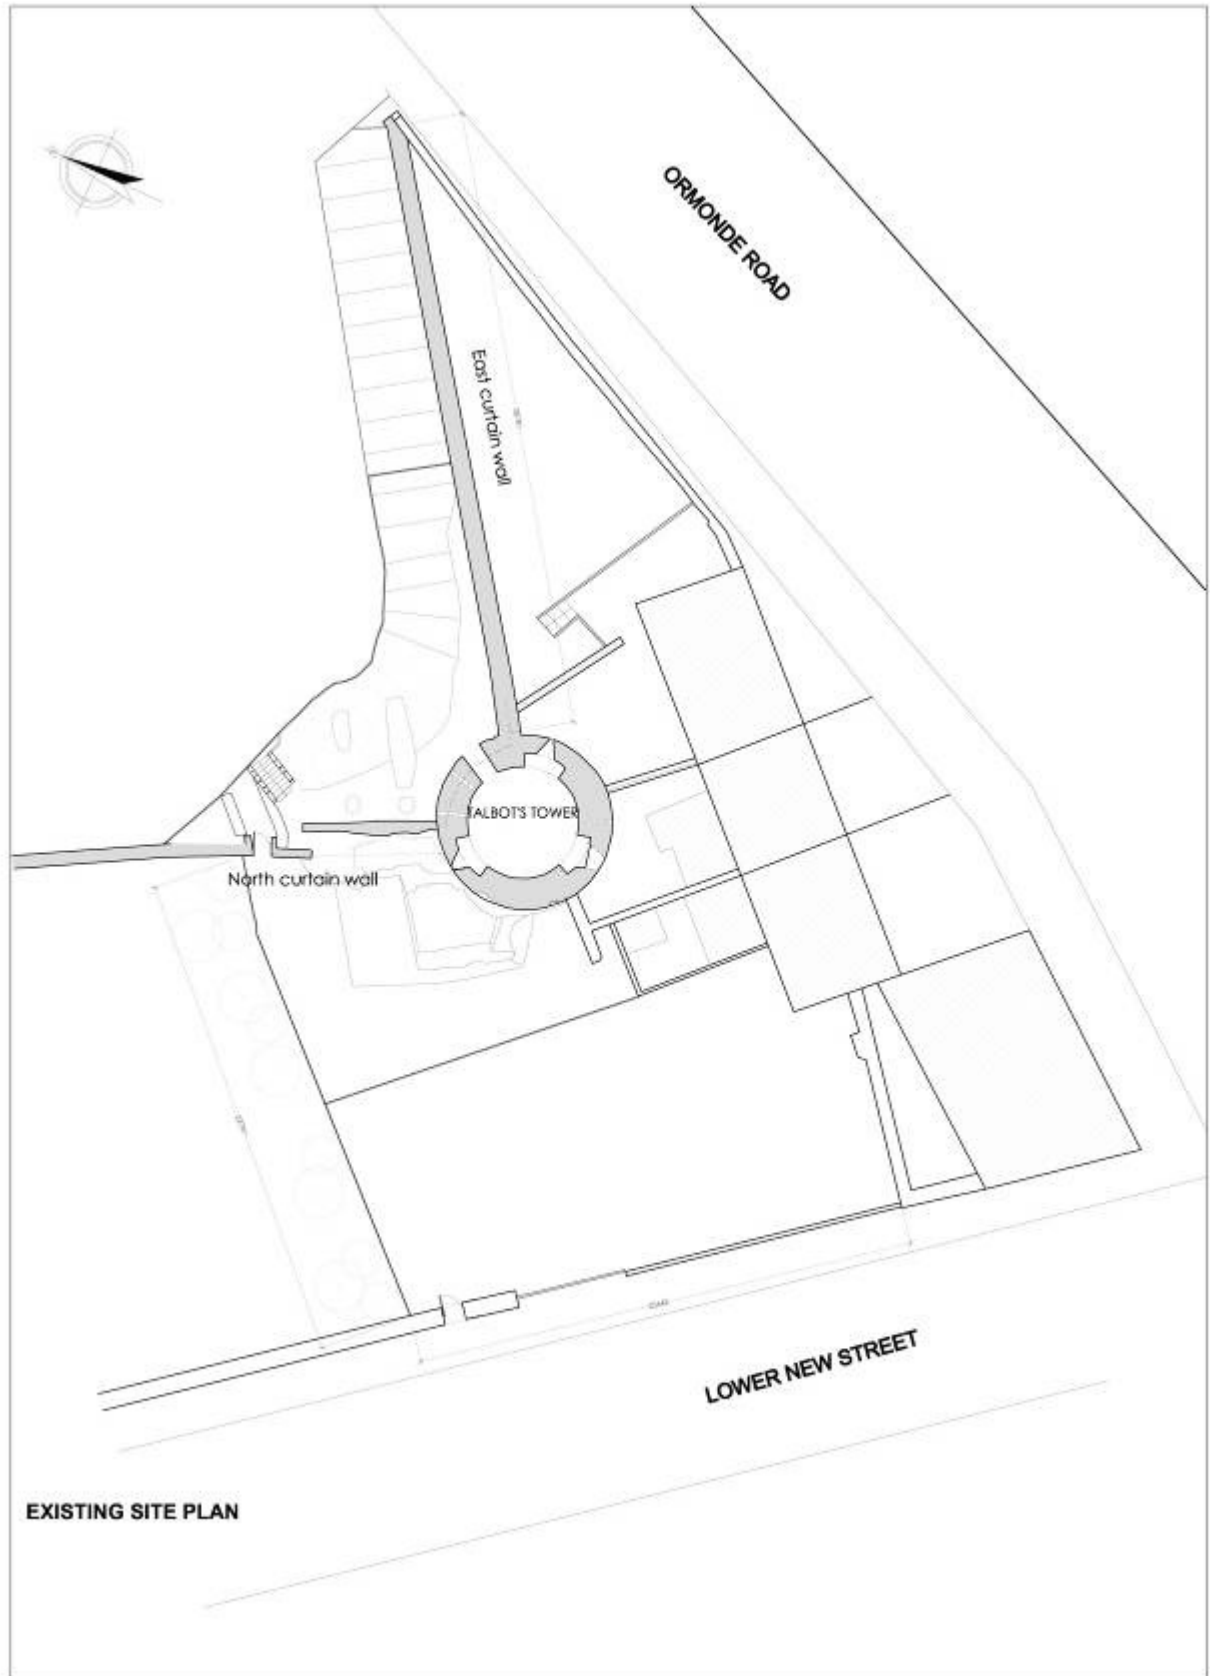 ORMONDE ROAD
East curtain wall
TALBOT'S TOWER
North curtain wall
LOWER NEW STREET
EXISTING SITE PLAN